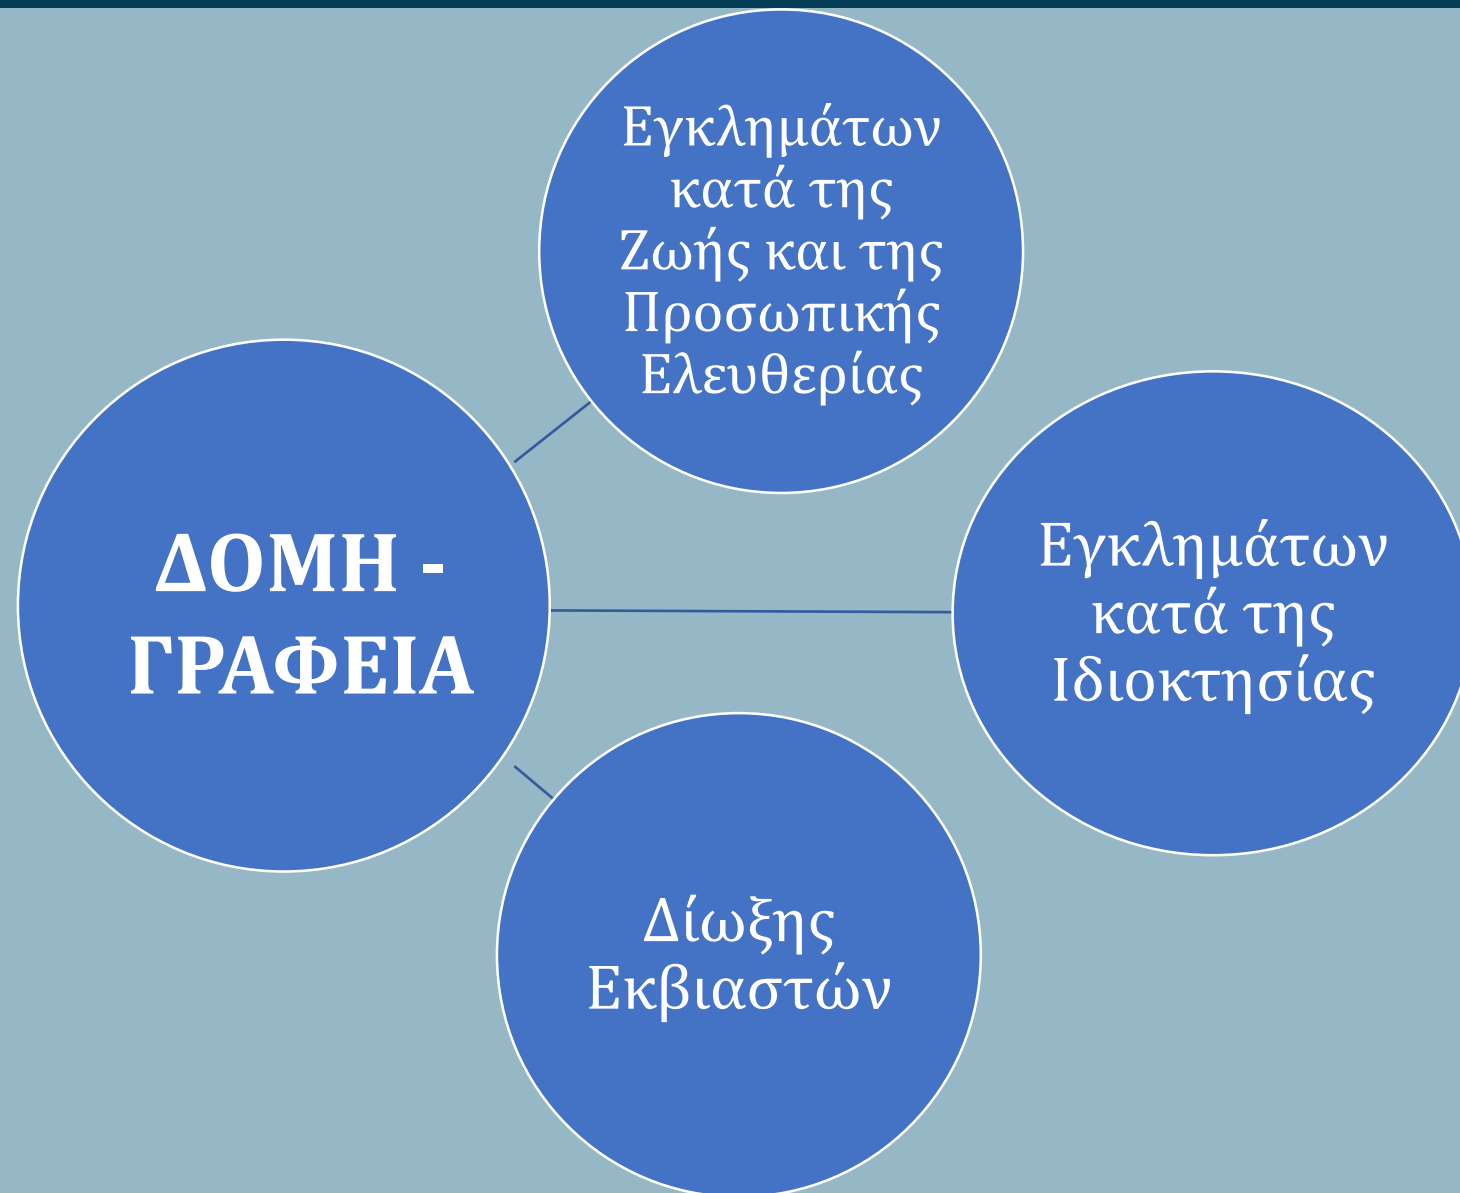 Εγκλημάτων
κατά της
Ζωής και της
Προσωπικής
Ελευθερίας
ΔΟΜΗ -
ΓΡΑΦΕΙΑ
Εγκλημάτων
κατά της
Ιδιοκτησίας
Δίωξης
Εκβιαστών